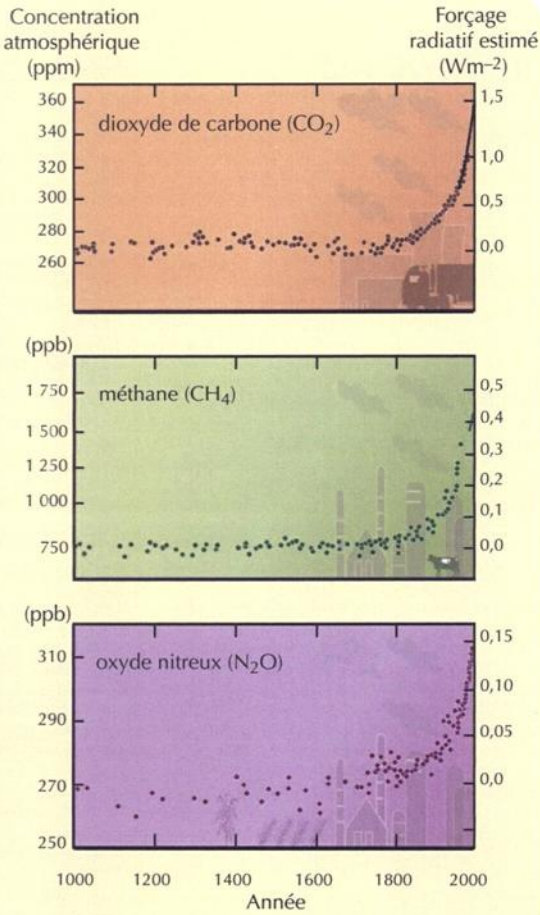 Concentration
atmosphérique
(ppm)
Forçage
radiatif estimé
(Wm–2)
dioxyde de carbone (CO2)
360
340
320
300
280
260
1,5
1,0
0,5
0,0
(ppb)
méthane (CH4)
1 750
1 500
1 250
1 000
750
0,5
0,4
0,3
0,2
0,1
0,0
(ppb)
oxyde nitreux (N2O)
310
290
270
250
0,15
0,10
0,05
0,0
1000 1200 1400 1600 1800 2000
Année